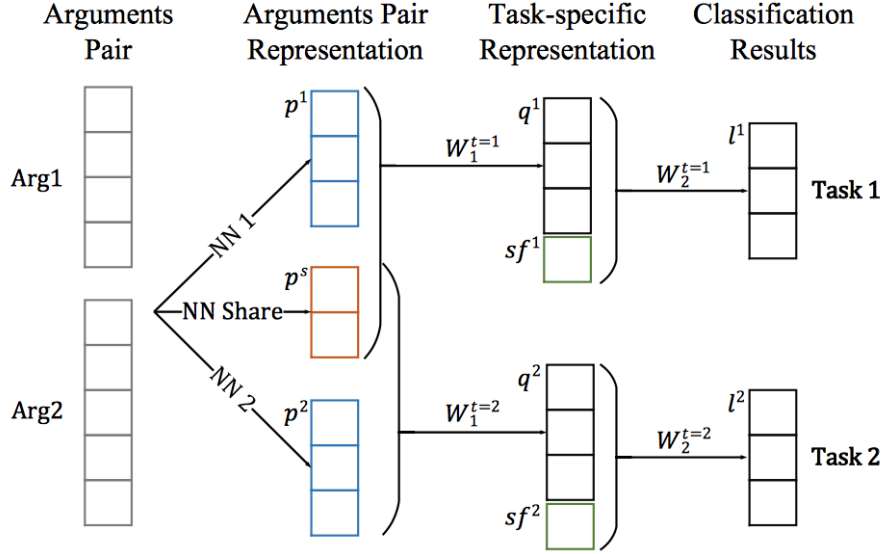 Arguments Pair
Arguments Pair Representation
Task-specific Representation
Classification Results
Arg1
Arg2
NN 1
NN Share
NN 2
p^1
p^s
p^2
W_1^{t=1}
W_1^{t=2}
q^1
sf^1
q^2
sf^2
W_2^{t=1}
W_2^{t=2}
l^1
l^2
Task 1
Task 2